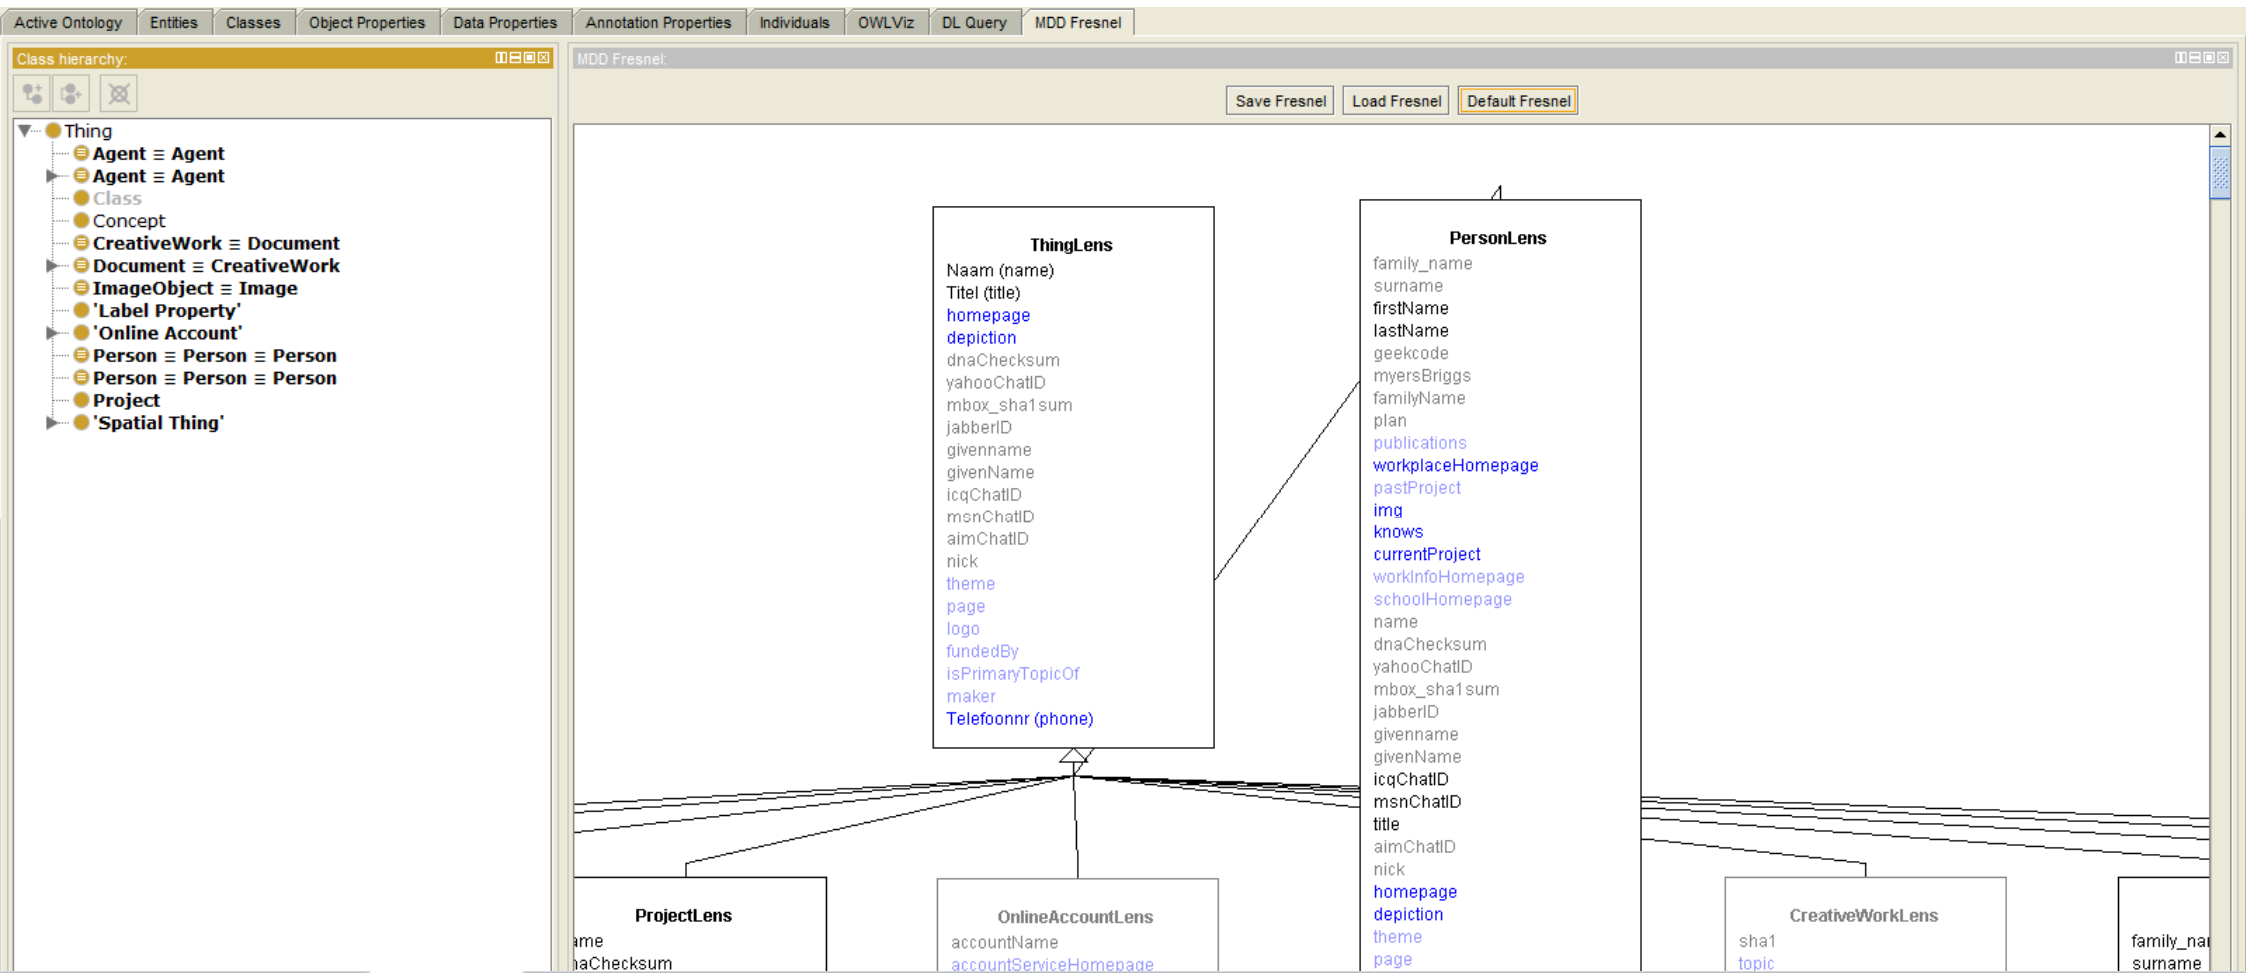 Active Ontology Entities Classes Object Properties Data Properties Annotation Properties Individuals OWLViz DL Query MDD Fresnel
Class hierarchy:
Thing
Agent ≡ Agent
Agent ≡ Agent
Class
Concept
CreativeWork ≡ Document
Document ≡ CreativeWork
ImageObject ≡ Image
'Label Property'
'Online Account'
Person ≡ Person ≡ Person
Person ≡ Person ≡ Person
Project
'Spatial Thing'
MDD Fresnel:
Save Fresnel Load Fresnel Default Fresnel
ThingLens
Naam (name)
Titel (title)
homepage
depiction
dnaChecksum
yahooChatID
mbox_sha1sum
jabberID
givenname
givenName
icqChatID
msnChatID
aimChatID
nick
theme
page
logo
fundedBy
isPrimaryTopicOf
maker
Telefoonnr (phone)
PersonLens
family_name
surname
firstName
lastName
geekcode
myersBriggs
familyName
plan
publications
workplaceHomepage
pastProject
img
knows
currentProject
workInfoHomepage
schoolHomepage
name
dnaChecksum
yahooChatID
mbox_sha1sum
jabberID
givenname
givenName
icqChatID
msnChatID
title
aimChatID
nick
homepage
depiction
theme
page
ProjectLens
ame
aChecksum
OnlineAccountLens
accountName
accountServiceHomepage
CreativeWorkLens
sha1
topic
family_nar
surname